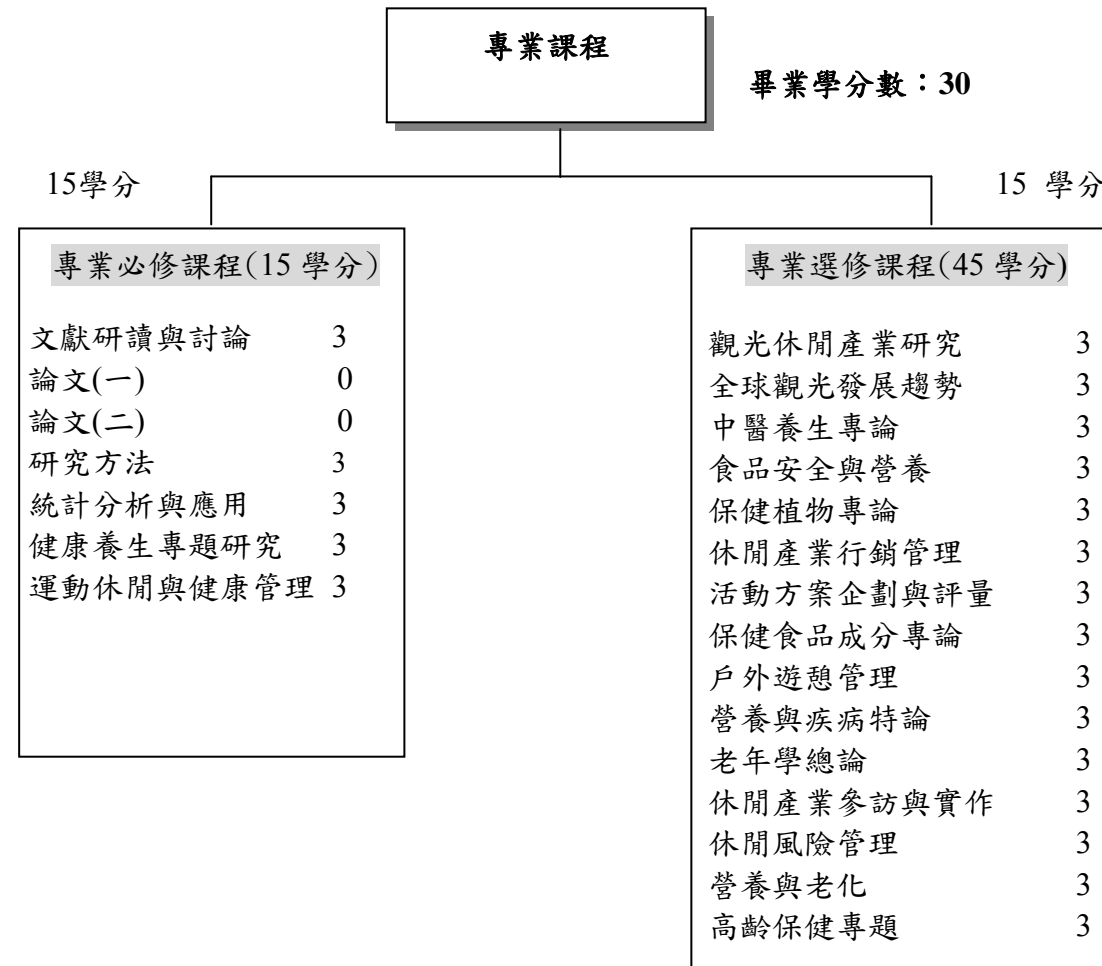 專業課程
畢業學分數：30
15學分
15 學分
專業必修課程(15 學分)
文獻研讀與討論 3
論文(一) 0
論文(二) 0
研究方法 3
統計分析與應用 3
健康養生專題研究 3
運動休閒與健康管理 3
專業選修課程(45 學分)
觀光休閒產業研究 3
全球觀光發展趨勢 3
中醫養生專論 3
食品安全與營養 3
保健植物專論 3
休閒產業行銷管理 3
活動方案企劃與評量 3
保健食品成分專論 3
戶外遊憩管理 3
營養與疾病特論 3
老年學總論 3
休閒產業參訪與實作 3
休閒風險管理 3
營養與老化 3
高齡保健專題 3